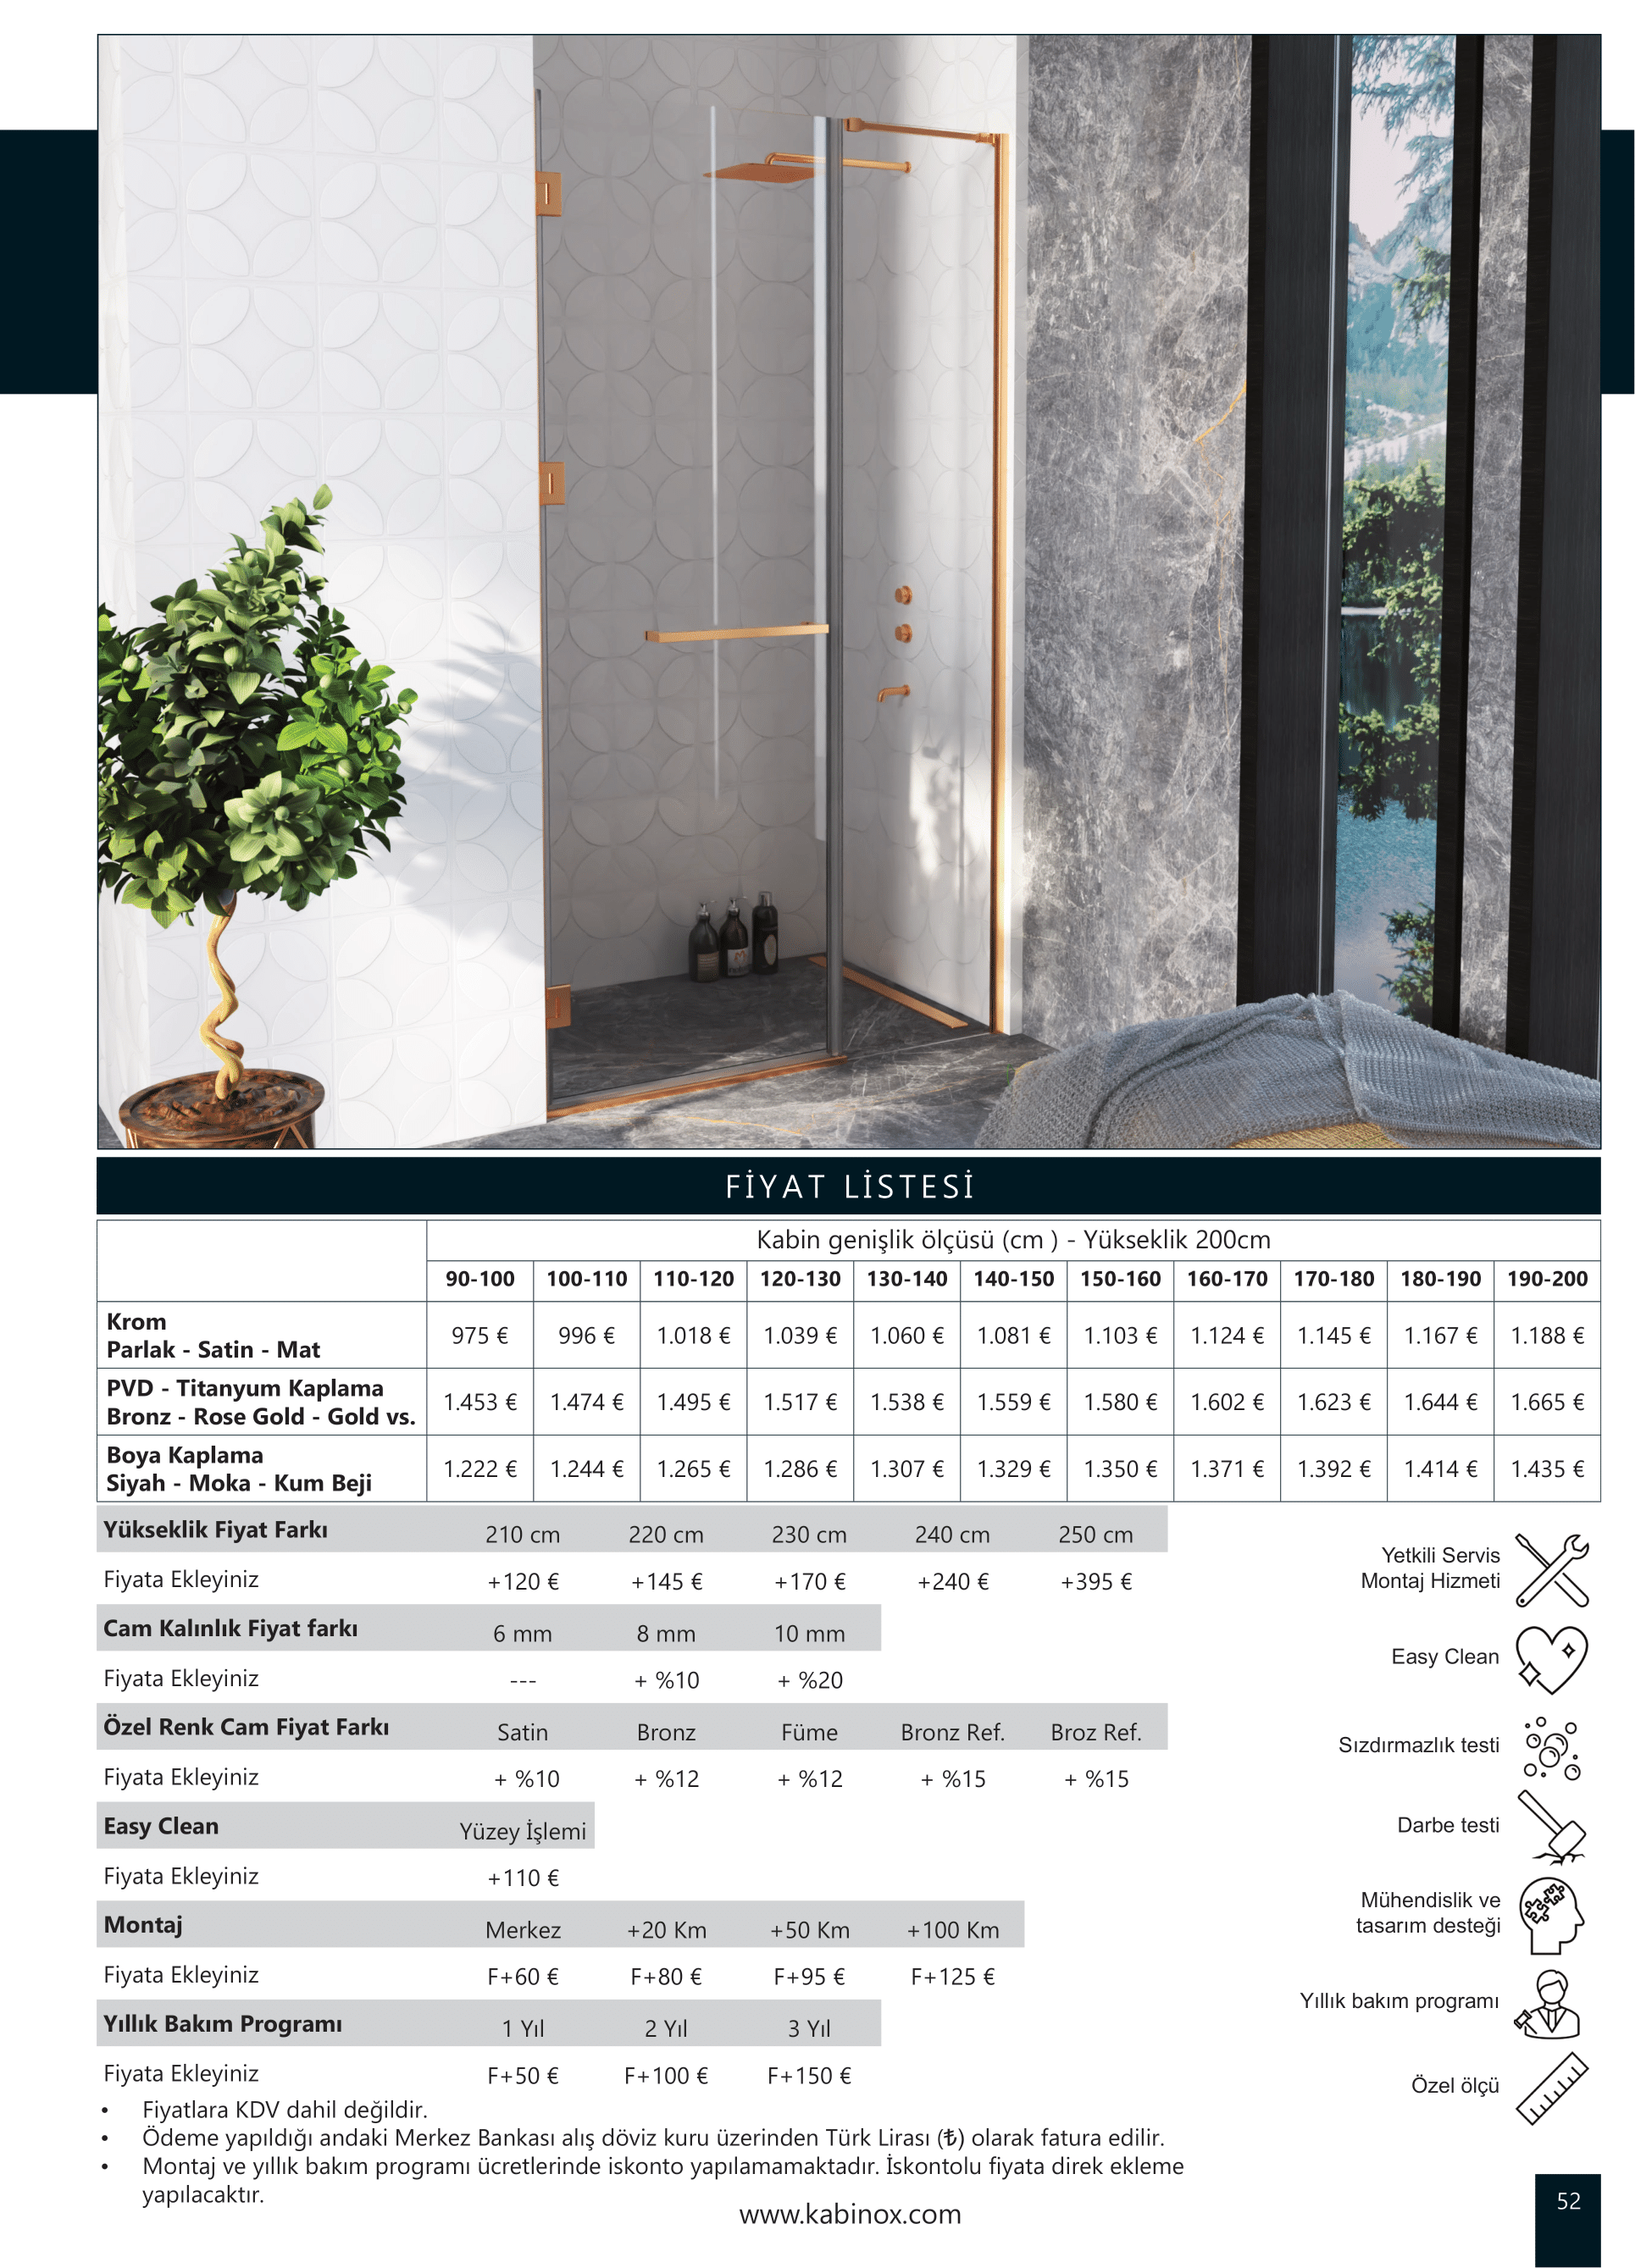 FİYAT LİSTESİ
Kabin genişlik ölçüsü (cm ) - Yükseklik 200cm
90-100 100-110 110-120 120-130 130-140 140-150 150-160 160-170 170-180 180-190 190-200
Krom
Parlak - Satin - Mat
975 € 996 € 1.018 € 1.039 € 1.060 € 1.081 € 1.103 € 1.124 € 1.145 € 1.167 € 1.188 €
PVD - Titanyum Kaplama
Bronz - Rose Gold - Gold vs.
1.453 € 1.474 € 1.495 € 1.517 € 1.538 € 1.559 € 1.580 € 1.602 € 1.623 € 1.644 € 1.665 €
Boya Kaplama
Siyah - Moka - Kum Beji
1.222 € 1.244 € 1.265 € 1.286 € 1.307 € 1.329 € 1.350 € 1.371 € 1.392 € 1.414 € 1.435 €
Yükseklik Fiyat Farkı 210 cm 220 cm 230 cm 240 cm 250 cm
Fiyata Ekleyiniz +120 € +145 € +170 € +240 € +395 €
Cam Kalınlık Fiyat farkı 6 mm 8 mm 10 mm
Fiyata Ekleyiniz --- + %10 + %20
Özel Renk Cam Fiyat Farkı Satin Bronz Füme Bronz Ref. Broz Ref.
Fiyata Ekleyiniz + %10 + %12 + %12 + %15 + %15
Easy Clean Yüzey İşlemi
Fiyata Ekleyiniz +110 €
Montaj Merkez +20 Km +50 Km +100 Km
Fiyata Ekleyiniz F+60 € F+80 € F+95 € F+125 €
Yıllık Bakım Programı 1 Yıl 2 Yıl 3 Yıl
Fiyata Ekleyiniz F+50 € F+100 € F+150 €
Yetkili Servis
Montaj Hizmeti
Easy Clean
Sızdırmazlık testi
Darbe testi
Mühendislik ve
tasarım desteği
Yıllık bakım programı
Özel ölçü
• Fiyatlara KDV dahil değildir.
• Ödeme yapıldığı andaki Merkez Bankası alış döviz kuru üzerinden Türk Lirası (₺) olarak fatura edilir.
• Montaj ve yıllık bakım programı ücretlerinde iskonto yapılamamaktadır. İskontolu fiyata direk ekleme
yapılacaktır.
www.kabinox.com
52